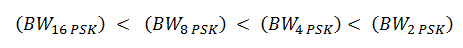 (BW₁₆ PSK) < (BW₈ PSK) < (BW₄ PSK) < (BW₂ PSK)